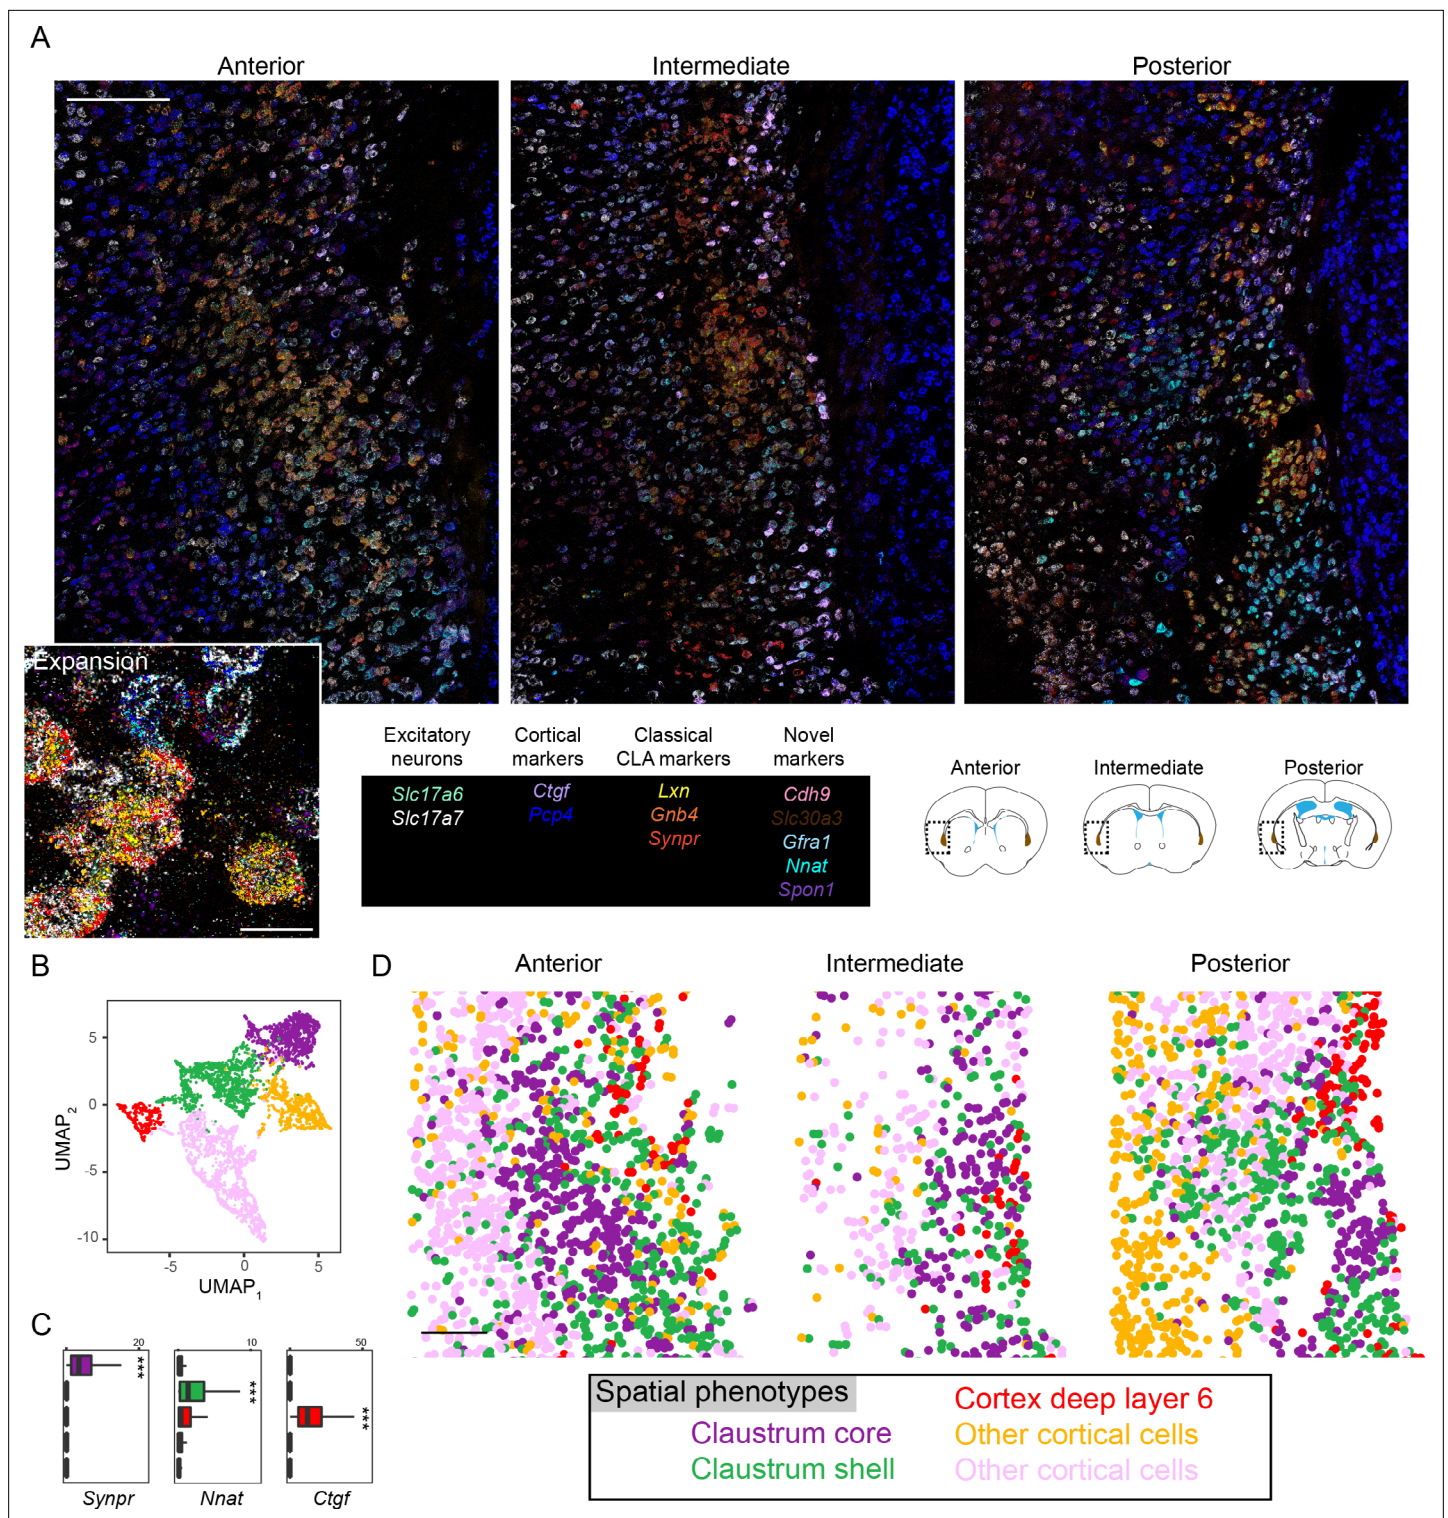 A
Anterior
Intermediate
Posterior
Expansion
Excitatory neurons
Cortical markers
Classical CLA markers
Novel markers
Slc17a6
Slc17a7
Ctgf
Pcp4
Lxn
Gnb4
Synpr
Cdh9
Slc30a3
Gfra1
Nnat
Spon1
Anterior
Intermediate
Posterior
B
5
0
-5
-10
UMAP2
-5
0
5
UMAP1
C
20
10
50
***
***
***
Synpr
Nnat
Ctgf
D
Anterior
Intermediate
Posterior
Spatial phenotypes
Claustrum core
Claustrum shell
Cortex deep layer 6
Other cortical cells
Other cortical cells